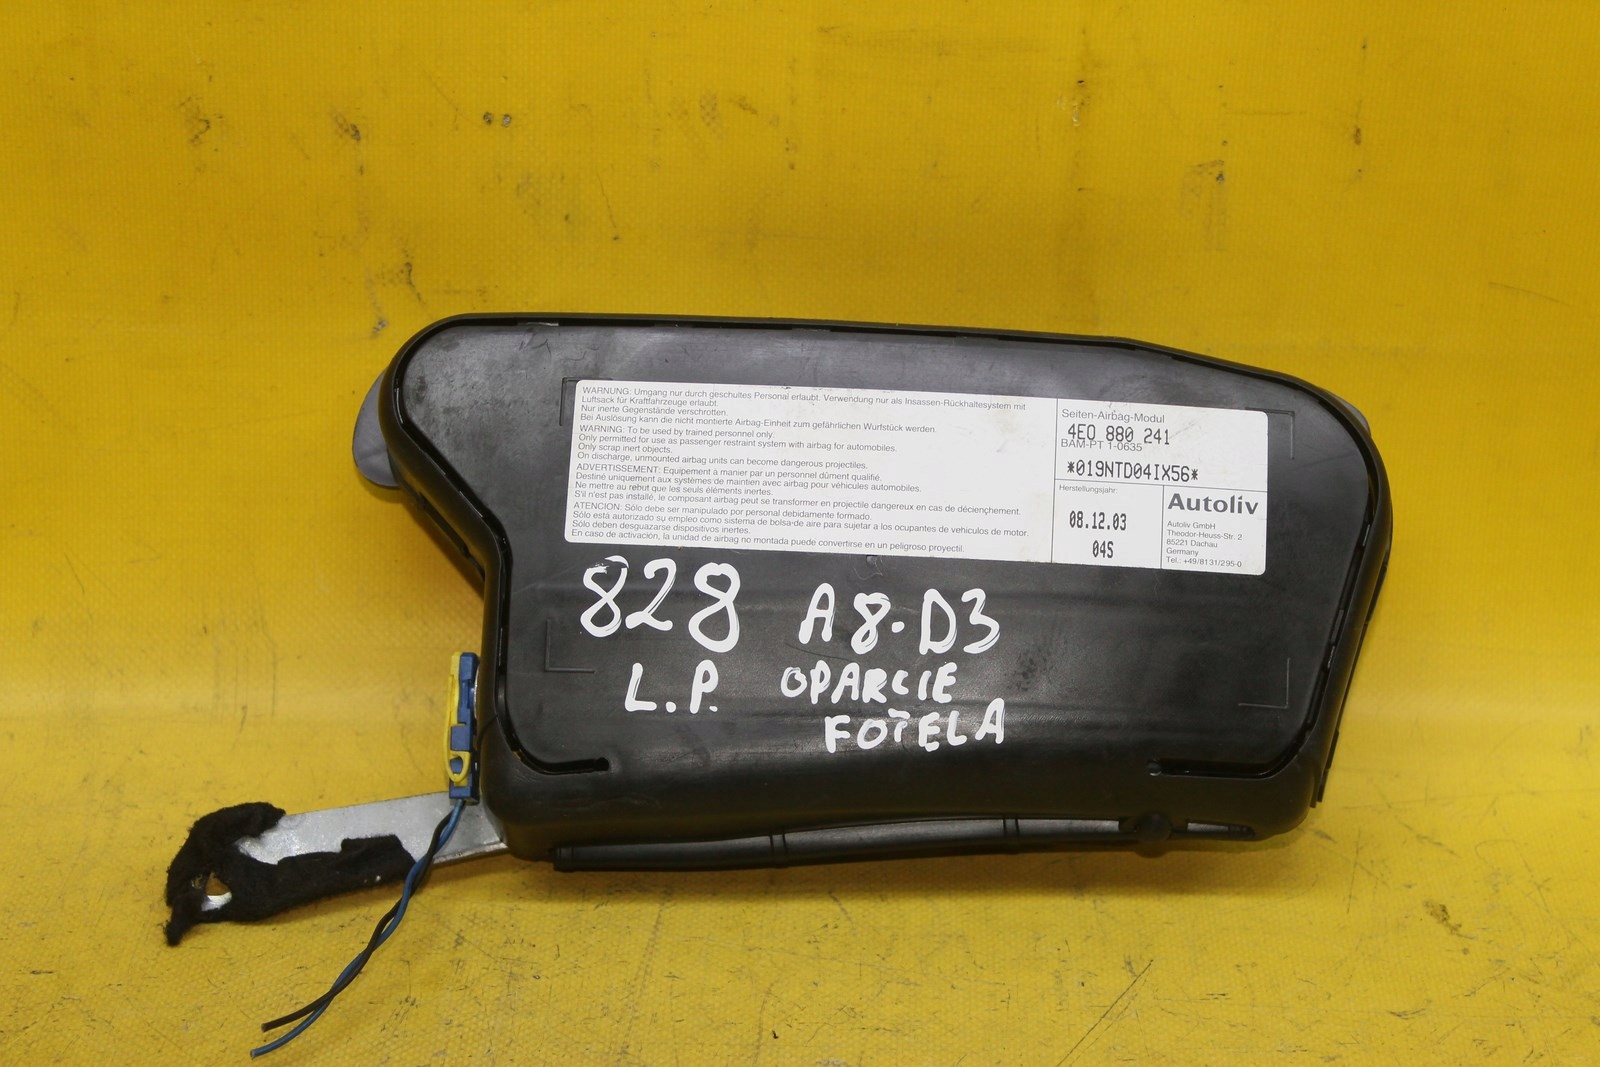 WARNUNG: Umgang nur durch geschultes Personal erlaubt. Verwendung nur als Insassen-Rückhaltesystem mit
Luftsack für Kraftfahrzeuge erlaubt.
Nur inerte Gegenstände verschrotten.
Bei Auslösung kann die nicht montierte Airbag-Einheit zum gefährlichen Wurfstück werden.
WARNING: To be used by trained personnel only.
Only permitted for use as passenger restraint system with airbag for automobiles.
Only scrap inert objects.
On discharge, unmounted airbag units can become dangerous projectiles.
ADVERTISSEMENT: Equipement à manier par un personnel dûment qualifié.
Destiné uniquement aux systèmes de maintien avec airbag pour véhicules automobiles.
Ne mettre au rebut que les seuls éléments inertes.
S'il n'est pas installé, le composant airbag peut se transformer en projectile dangereux en cas de déclenchement.
ATENCION: Sólo debe ser manipulado por personal debidamente formado.
Sólo está autorizado su empleo como sistema de bolsa de aire para sujetar a los ocupantes de vehículos de motor.
Sólo deben desguazarse dispositivos inertes.
En caso de activación, la unidad de airbag no montada puede convertirse en un peligroso proyectil.
Seiten-Airbag-Modul
4E0 880 241
BAM-PT 1-0635
*019NTD04IX56*
Herstellungsjahr:
08.12.03
04S
Autoliv
Autoliv GmbH
Theodor-Heuss-Str. 2
85221 Dachau
Germany
Tel.: +49/8131/295-0
828 A8.D3
L.P. OPARCIE
FOTELA